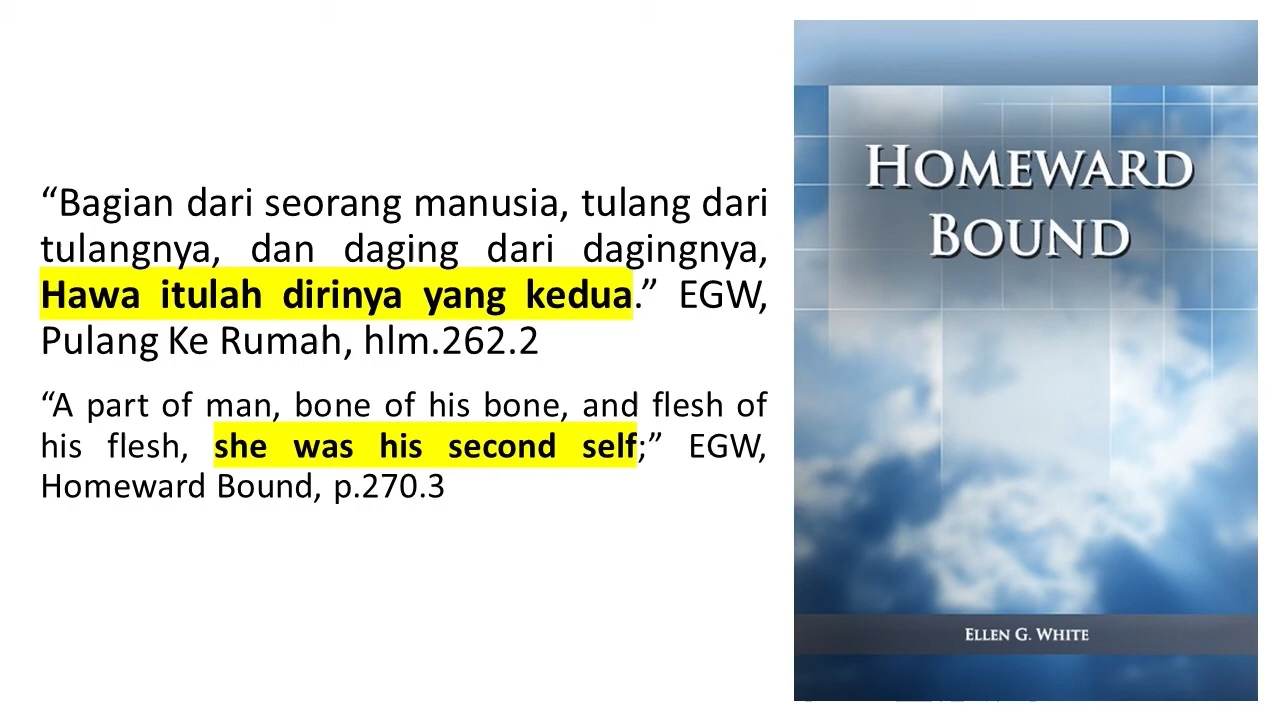 “Bagian dari seorang manusia, tulang dari
tulangnya, dan daging dari dagingnya,
Hawa itulah dirinya yang kedua.” EGW,
Pulang Ke Rumah, hlm.262.2
“A part of man, bone of his bone, and flesh of
his flesh, she was his second self;” EGW,
Homeward Bound, p.270.3
HOMEWARD
BOUND
ELLEN G. WHITE